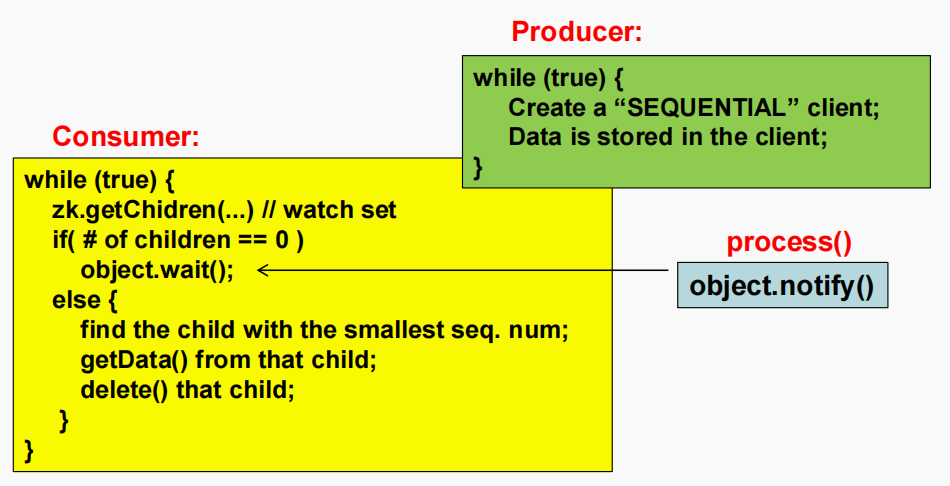 Producer:
while (true) {
Create a “SEQUENTIAL” client;
Data is stored in the client;
}
Consumer:
while (true) {
zk.getChidren(...) // watch set
if( # of children == 0 )
object.wait();
else {
find the child with the smallest seq. num;
getData() from that child;
delete() that child;
}
}
process()
object.notify()